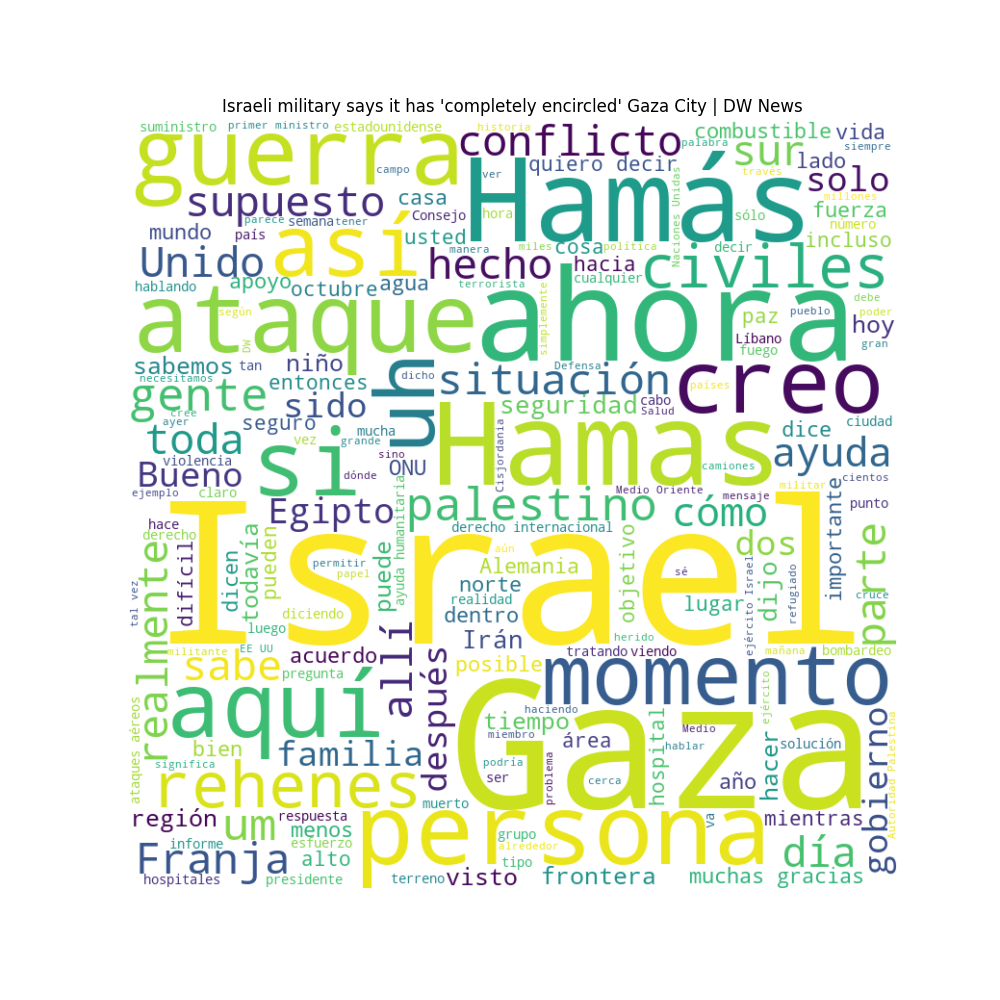 Israeli military says it has 'completely encircled' Gaza City | DW News
suministro primer ministro estadounidense historia
guerra conflicto palabra combustible vida
siempre
campo ver quiero decir sur lado
través
Hamás solo
supuesto casa millones
parece semana tener Consejo hora Naciones Unidas sólo fuerza
número
mundo país así usted manera miles cosa política decir incluso
Unido hecho hacia civiles
cualquier
hablando apoyo octubre agua terrorista simplemente debe
ataque ahora
según DW paz pueblo poder
hoy
Líbano gran
fuego
sabemos tan niño uh dicho situación Defensa creo
necesitamos entonces países
gente sido seguridad cabo
Salud
cree
ayer seguro mucha Hamas dice ciudad
toda vez grande
si sino Cisjordania ayuda
violencia dónde ONU camiones
Bueno cientos
ejemplo claro Medio Oriente mensaje militar punto
Egipto palestino cómo importante
hace derecho internacional
derecho ayuda humanitaria objetivo dos parte
Israel
difícil dicen todavía pueden permitir puede aún Alemania sé
papel norte ejército Israel dijo refugiado
tal vez realidad lugar cruce
realmente diciendo dentro
luego allí Irán herido
EE UU
militante acuerdo tratando viendo mañana bombardeo
sabe posible momento
pregunta
aquí después Gaza
haciendo
tiempo ejército
miembro Medio
ataques aéreos bien familia área hospital hablar solución gobierno
significa podría hacer Autoridad Palestina
rehenes ser problema cerca año
muerto
región um respuesta persona va mientras
menos grupo
informe esfuerzo alrededor
Franja alto tipo día
hospitales presidente terreno visto frontera muchas gracias